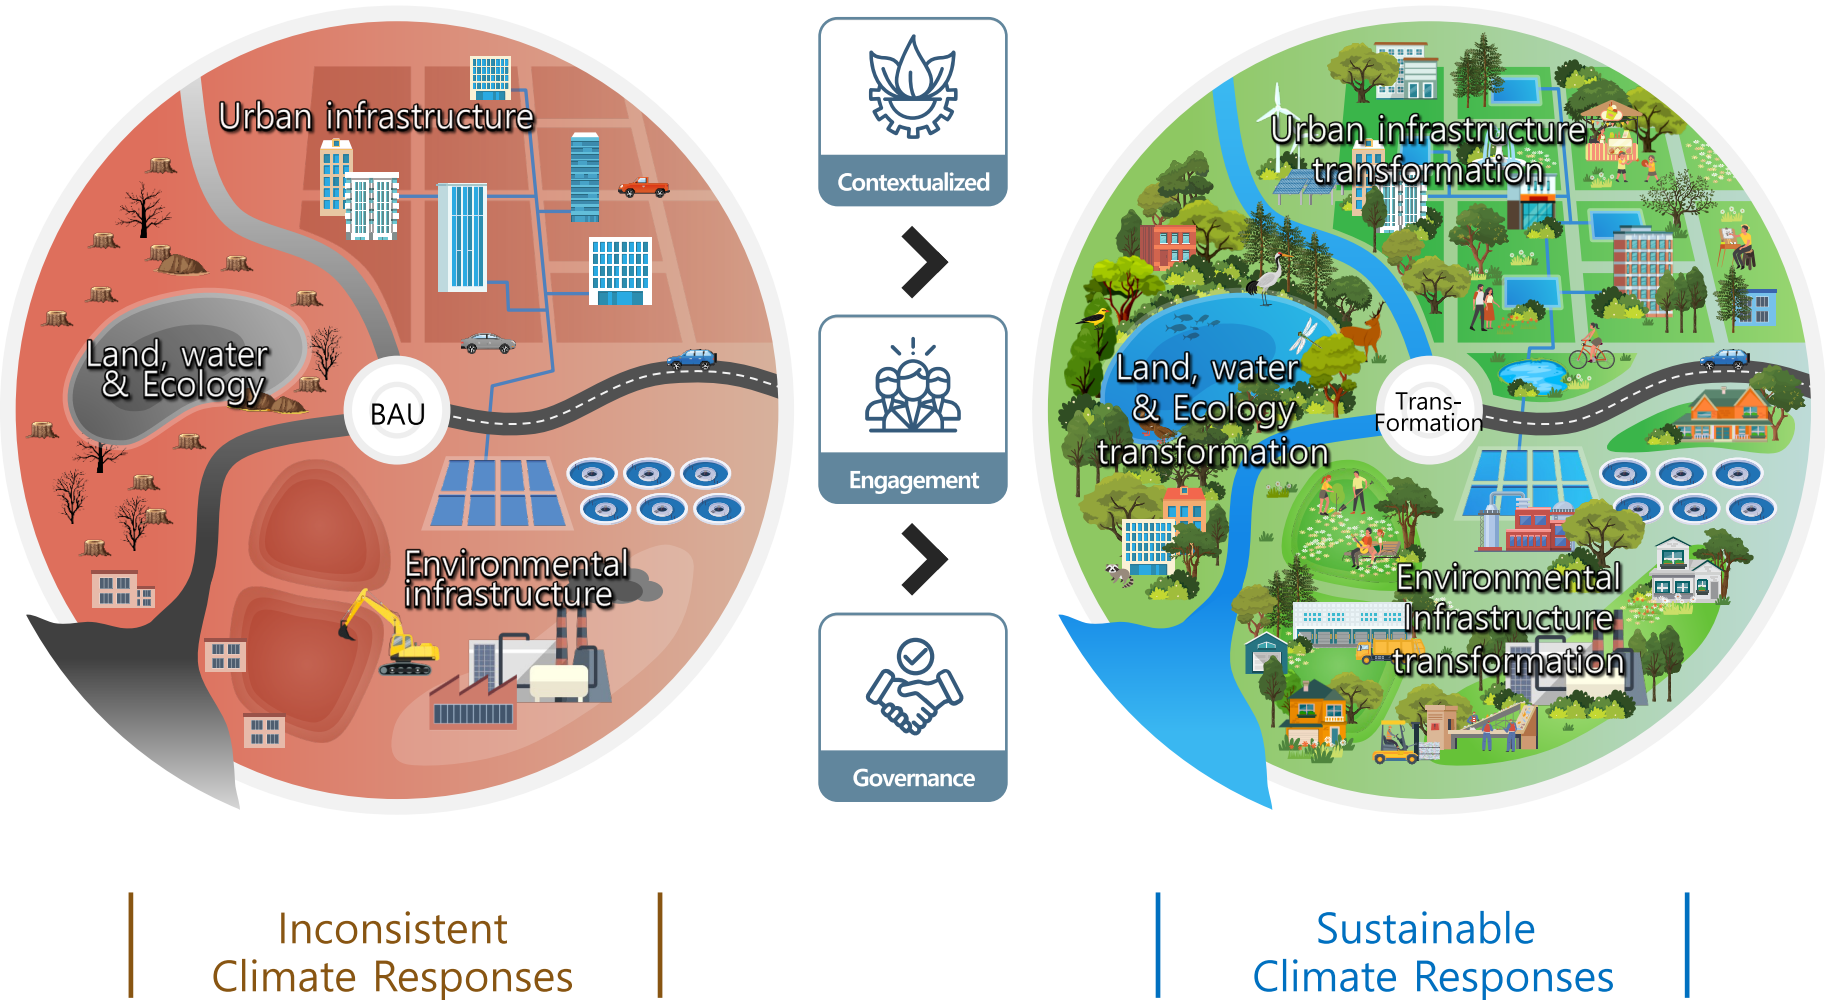 Urban infrastructure
Land, water
& Ecology
BAU
Environmental
infrastructure
Contextualized
Engagement
Governance
Urban infrastructure
transformation
Land, water
& Ecology
transformation
Trans-
Formation
Environmental
Infrastructure
transformation
Inconsistent
Climate Responses
Sustainable
Climate Responses